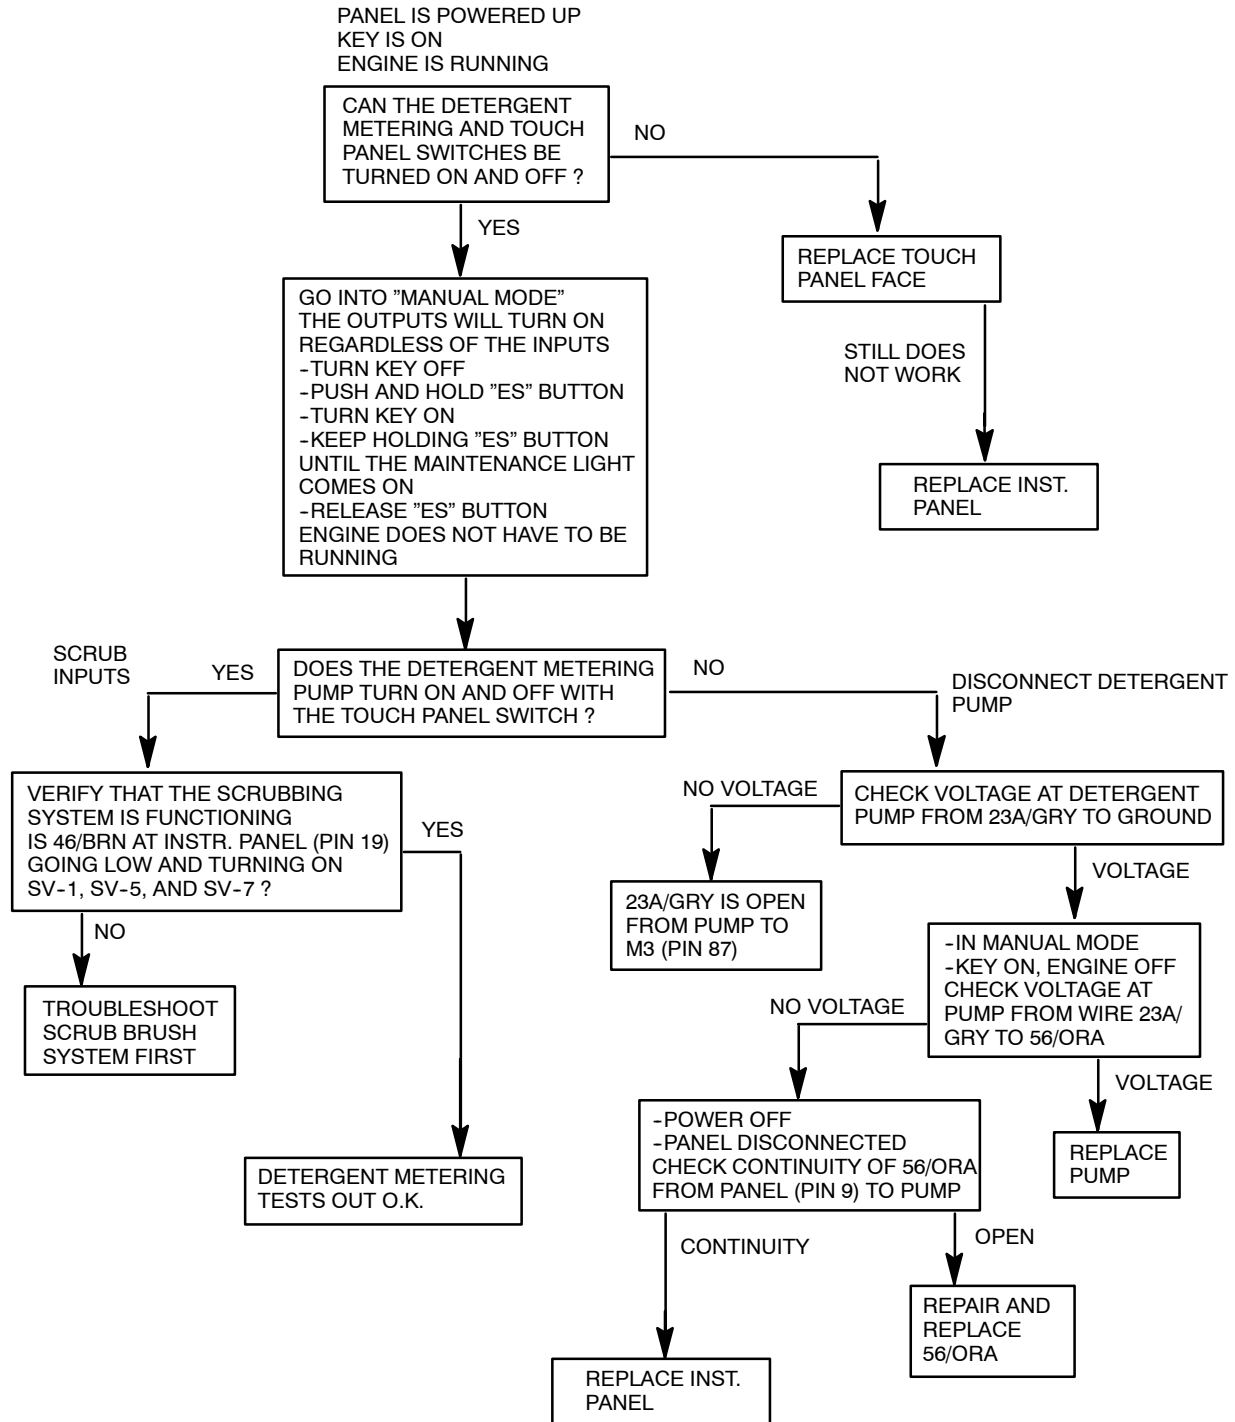 PANEL IS POWERED UP
KEY IS ON
ENGINE IS RUNNING
CAN THE DETERGENT
METERING AND TOUCH
PANEL SWITCHES BE
TURNED ON AND OFF ?
NO
YES
REPLACE TOUCH
PANEL FACE
GO INTO ”MANUAL MODE”
THE OUTPUTS WILL TURN ON
REGARDLESS OF THE INPUTS
-TURN KEY OFF
-PUSH AND HOLD ”ES” BUTTON
-TURN KEY ON
-KEEP HOLDING ”ES” BUTTON
UNTIL THE MAINTENANCE LIGHT
COMES ON
-RELEASE ”ES” BUTTON
ENGINE DOES NOT HAVE TO BE
RUNNING
STILL DOES
NOT WORK
REPLACE INST.
PANEL
SCRUB
INPUTS
YES
DOES THE DETERGENT METERING
PUMP TURN ON AND OFF WITH
THE TOUCH PANEL SWITCH ?
NO
DISCONNECT DETERGENT
PUMP
VERIFY THAT THE SCRUBBING
SYSTEM IS FUNCTIONING
IS 46/BRN AT INSTR. PANEL (PIN 19)
GOING LOW AND TURNING ON
SV-1, SV-5, AND SV-7 ?
YES
NO
NO VOLTAGE
CHECK VOLTAGE AT DETERGENT
PUMP FROM 23A/GRY TO GROUND
VOLTAGE
23A/GRY IS OPEN
FROM PUMP TO
M3 (PIN 87)
-IN MANUAL MODE
-KEY ON, ENGINE OFF
CHECK VOLTAGE AT
PUMP FROM WIRE 23A/
GRY TO 56/ORA
TROUBLESHOOT
SCRUB BRUSH
SYSTEM FIRST
NO VOLTAGE
VOLTAGE
-POWER OFF
-PANEL DISCONNECTED
CHECK CONTINUITY OF 56/ORA
FROM PANEL (PIN 9) TO PUMP
REPLACE
PUMP
DETERGENT METERING
TESTS OUT O.K.
CONTINUITY
OPEN
REPAIR AND
REPLACE
56/ORA
REPLACE INST.
PANEL